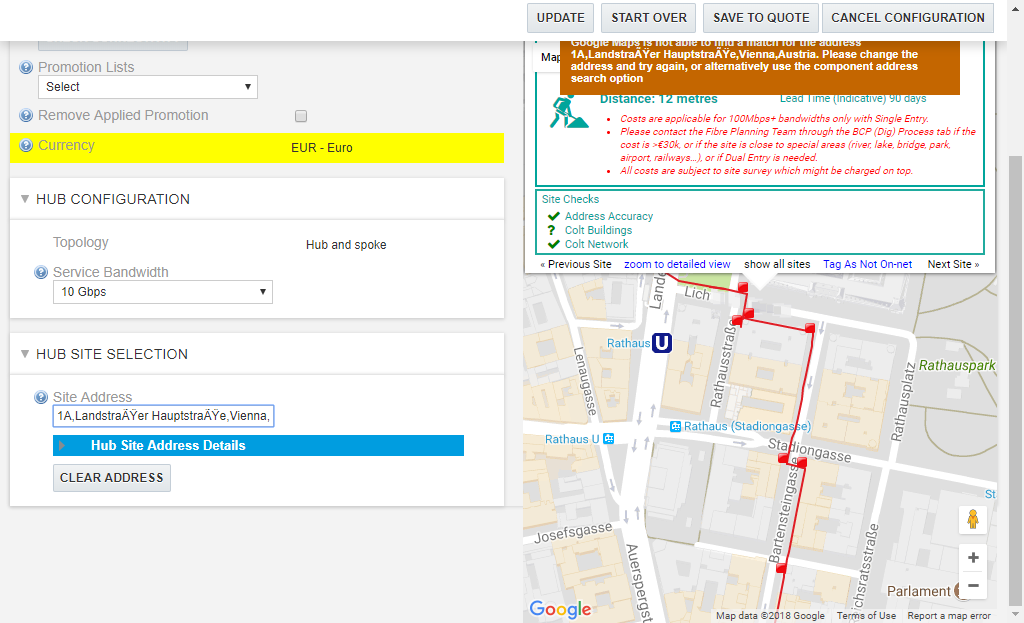 UPDATE
START OVER
SAVE TO QUOTE
CANCEL CONFIGURATION
Promotion Lists
Select
Remove Applied Promotion
Currency
EUR - Euro
HUB CONFIGURATION
Topology
Hub and spoke
Service Bandwidth
10 Gbps
HUB SITE SELECTION
Site Address
1A,LandstraÃŸer HauptstraÃŸe,Vienna,
Hub Site Address Details
CLEAR ADDRESS
Map
Google Maps is not able to find a match for the address
1A,LandstraÃŸer HauptstraÃŸe,Vienna,Austria. Please change the
address and try again, or alternatively use the component address
search option
Distance: 12 metres
Lead Time (Indicative) 90 days
Costs are applicable for 100Mbps+ bandwidths only with Single Entry.
Please contact the Fibre Planning Team through the BCP (Dig) Process tab if the
cost is >€30k, or if the site is close to special areas (river, lake, bridge, park,
airport, railways...), or if Dual Entry is needed.
All costs are subject to site survey which might be charged on top.
Site Checks
Address Accuracy
? Colt Buildings
Colt Network
« Previous Site
zoom to detailed view
show all sites
Tag As Not On-net
Next Site »
Lande
Lich
Rathaus U
Rathausstraße
Lenaugasse
Rathauspark
Rathausplatz
Rathaus (Stadiongasse)
Rathaus U
Stadiongasse
Bartensteingasse
St
Josefsgasse
Auerspergst
eichsratsstraße
Parlament
+
−
Google
Map data ©2018 Google
Terms of Use
Report a map error